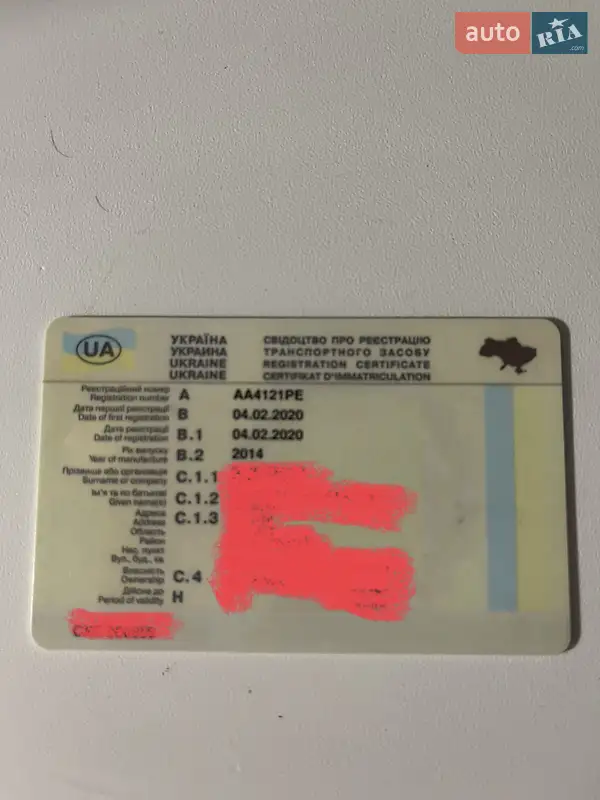 auto RIA .com
UA
УКРАЇНА СВІДОЦТВО ПРО РЕЄСТРАЦІЮ
УКРАИНА ТРАНСПОРТНОГО ЗАСОБУ
UKRAINE REGISTRATION CERTIFICATE
UKRAINE CERTIFIKAT D'IMMATRICULATION
Реєстраційний номер
Registration number A AA4121PE
Дата першої реєстрації
Date of first registration B 04.02.2020
Дата реєстрації
Date of registration B.1 04.02.2020
Рік випуску
Year of manufacture B.2 2014
Прізвище або організація
Surname or company C.1.1
Ім'я та по батькові
Given name(s) C.1.2
Адреса
Address C.1.3
Область
Район
Нас. пункт
Вул., буд., кв.
Власність
Ownership C.4
Дійсне до
Period of validity H